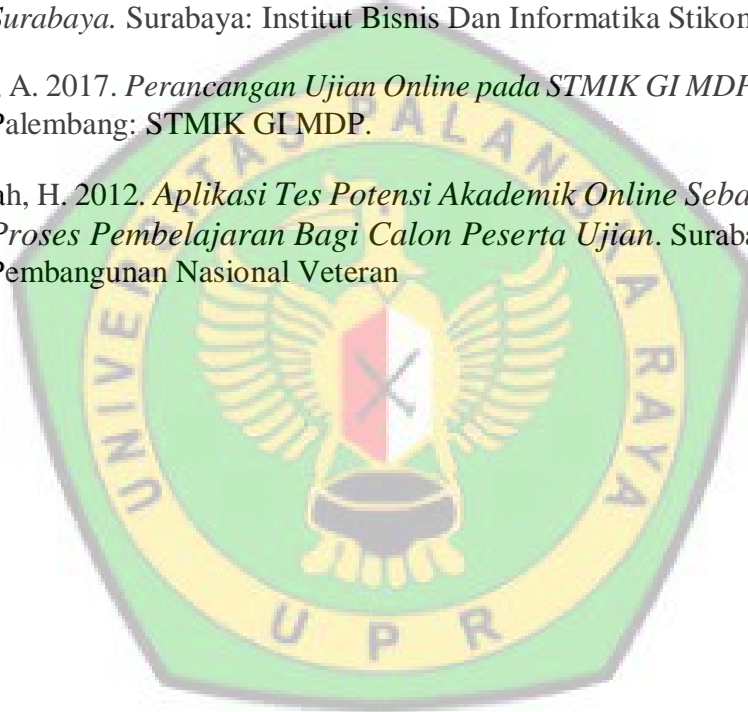 Surabaya. Surabaya: Institut Bisnis Dan Informatika Stikom
, A. 2017. Perancangan Ujian Online pada STMIK GI MDP
Palembang: STMIK GI MDP.
ah, H. 2012. Aplikasi Tes Potensi Akademik Online Seba
Proses Pembelajaran Bagi Calon Peserta Ujian. Suraba
Pembangunan Nasional Veteran
UNIVERSITAS PALANGKA RAYA
UPR